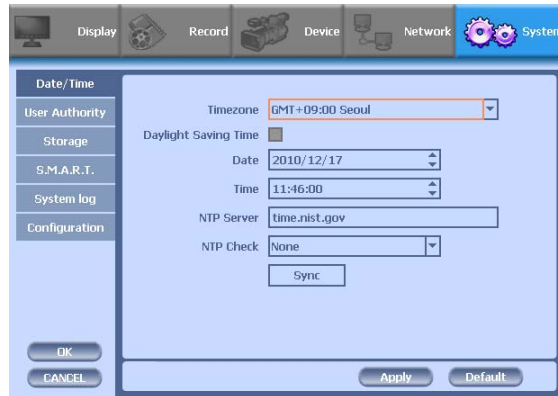 Display
Record
Device
Network
System
Date/Time
User Authority
Storage
S.M.A.R.T.
System log
Configuration
Timezone GMT+09:00 Seoul
Daylight Saving Time
Date 2010/12/17
Time 11:46:00
NTP Server time.nist.gov
NTP Check None
Sync
OK
CANCEL
Apply
Default